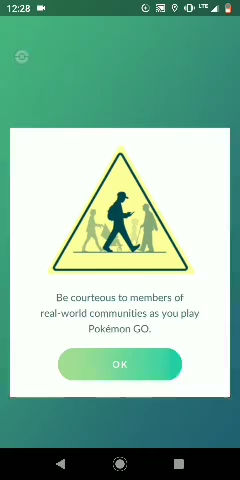 12:28
LTE
Be courteous to members of
real-world communities as you play
Pokémon GO.
OK